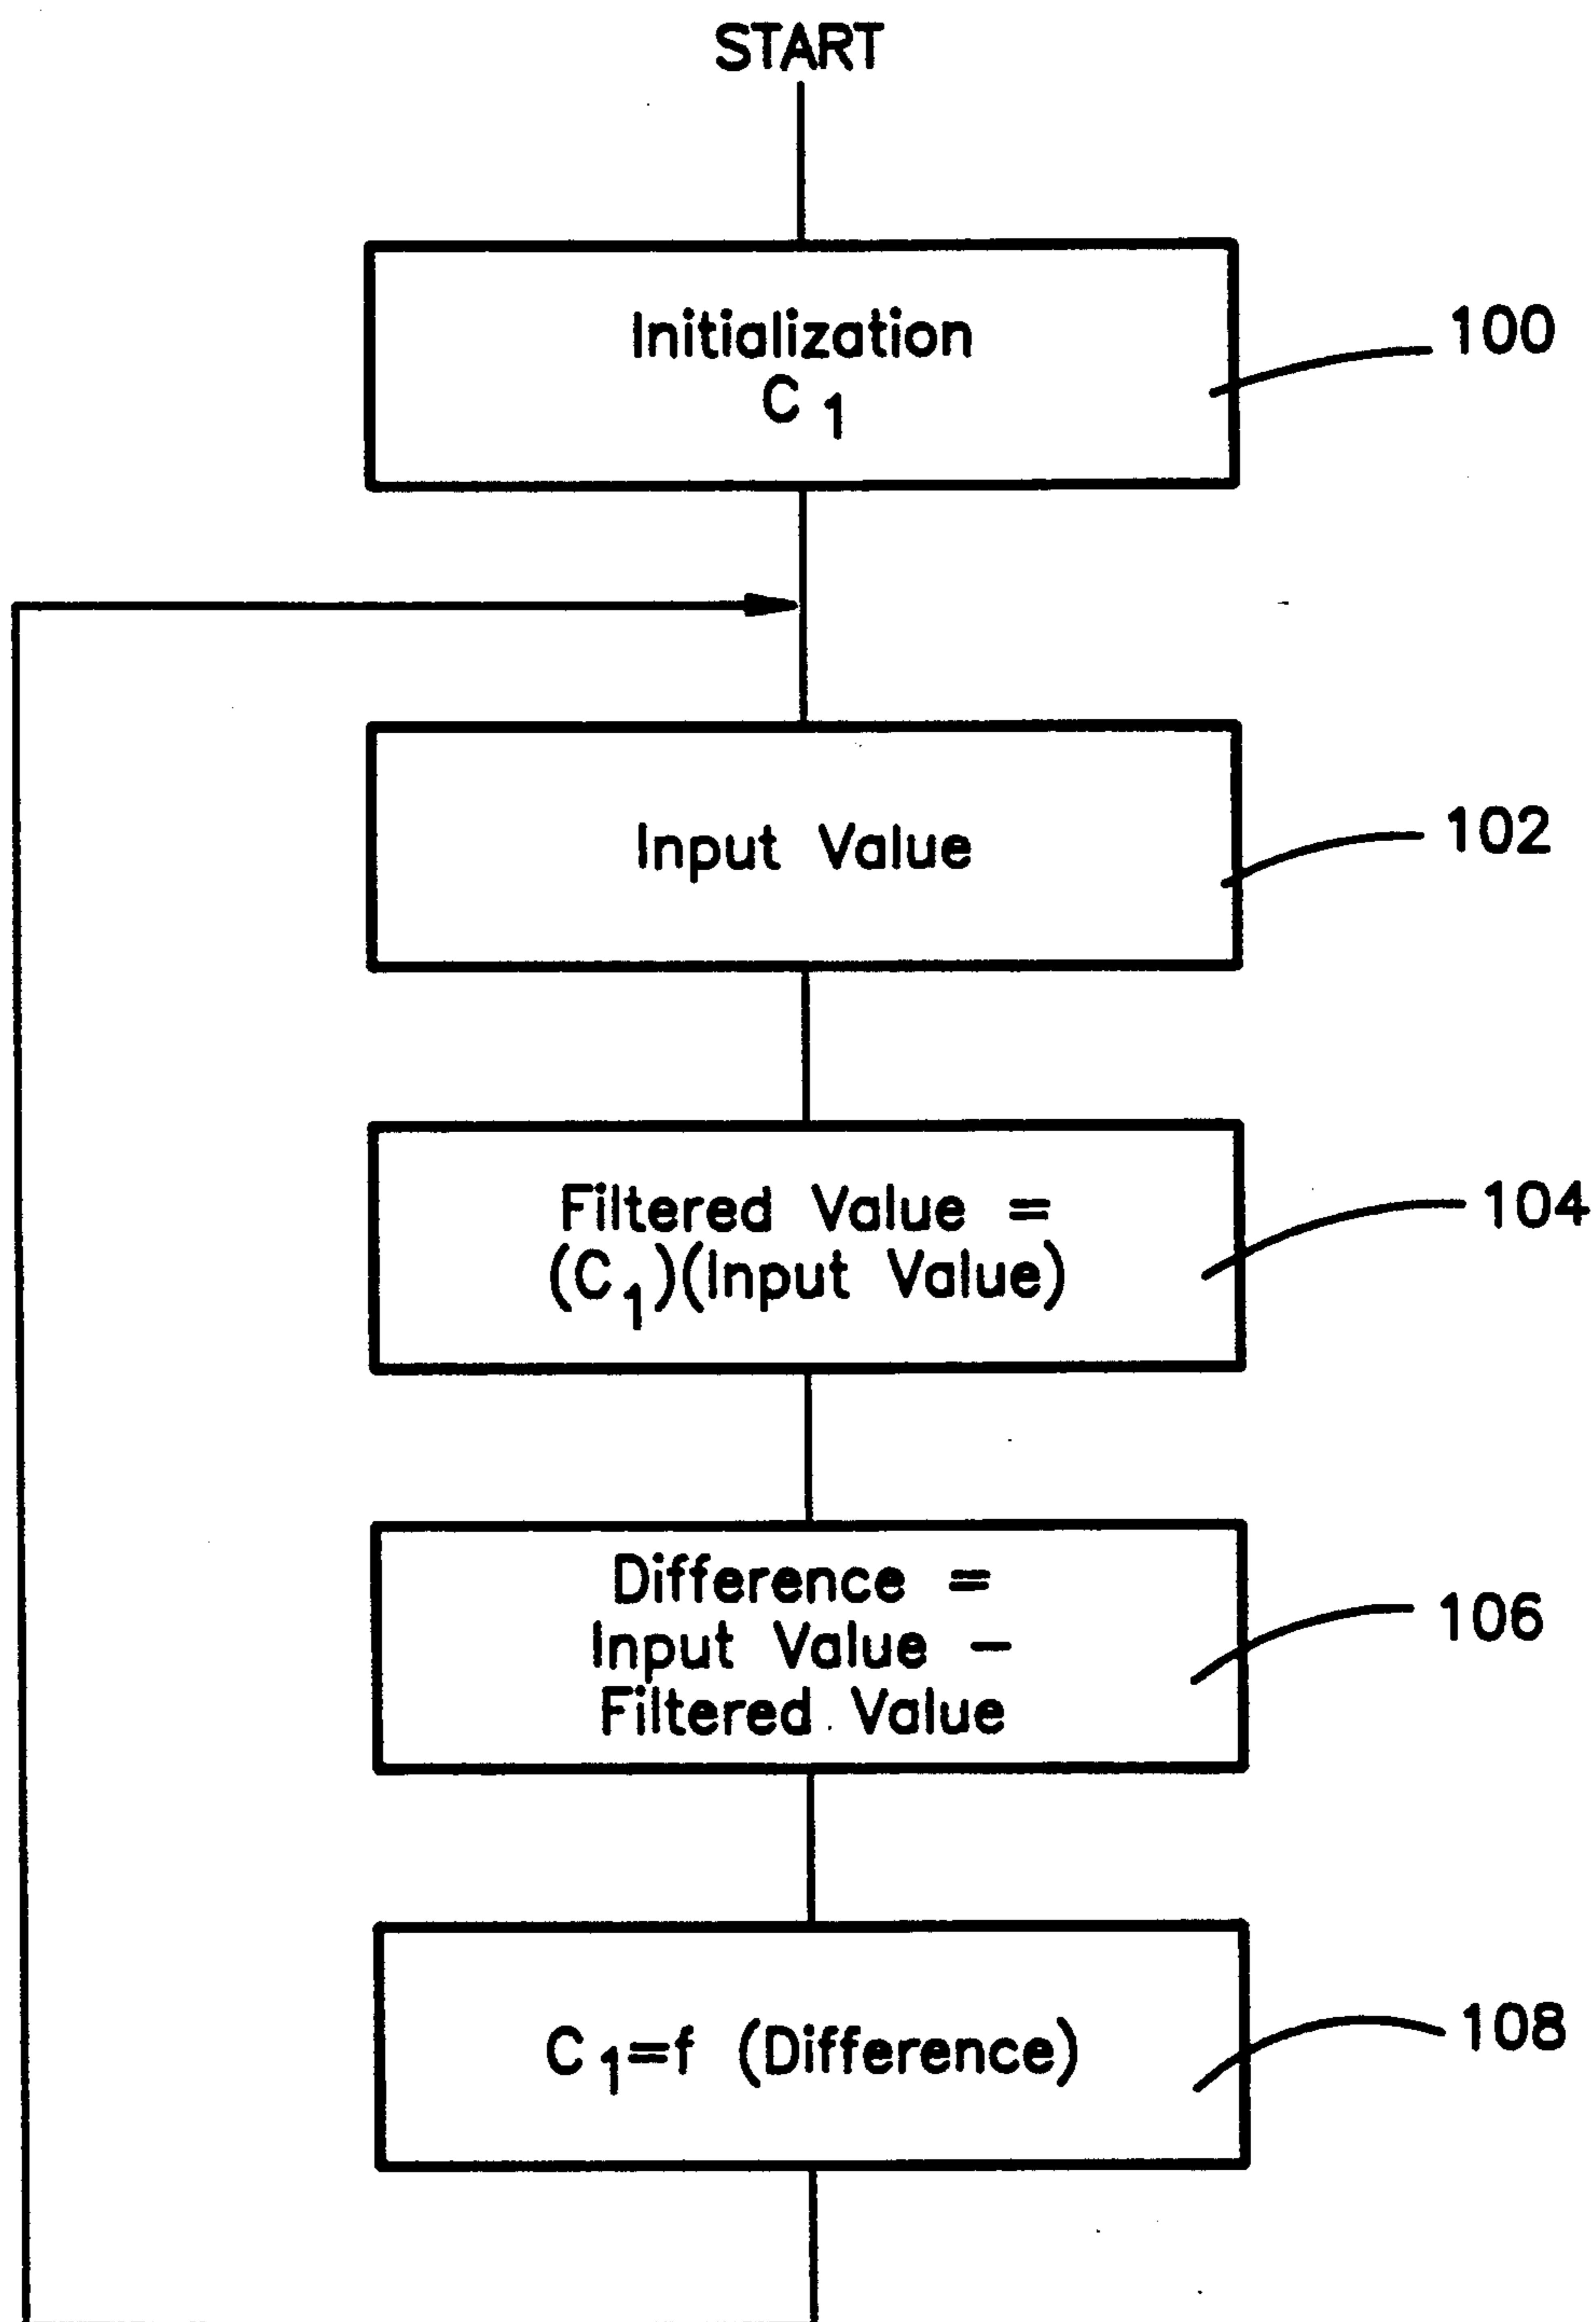 START
Initialization
C1
100
Input Value
102
Filtered Value =
(C1)(Input Value)
104
Difference =
Input Value –
Filtered Value
106
C1=f (Difference)
108